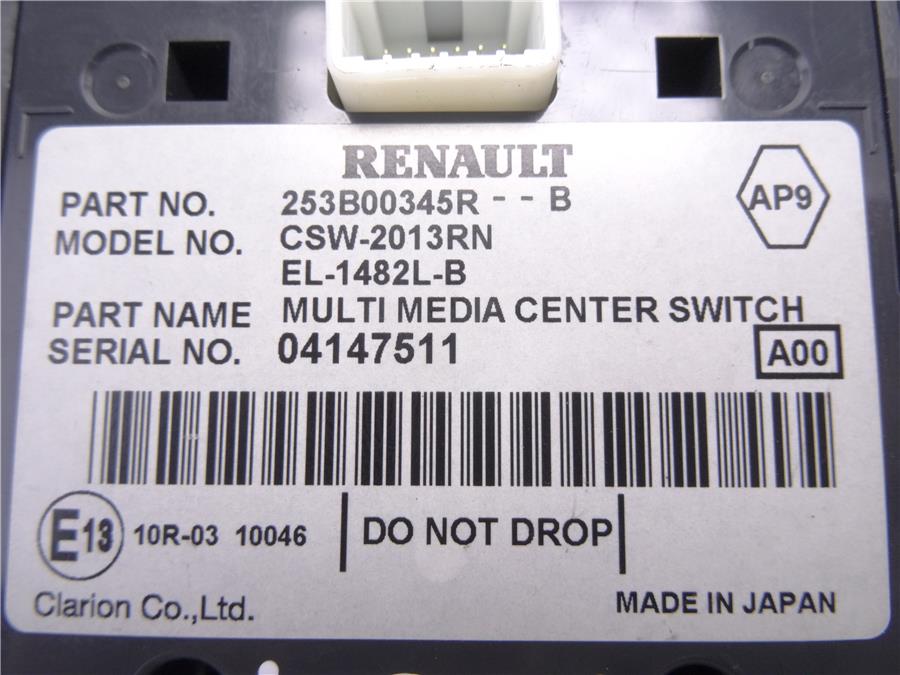 RENAULT
PART NO. 253B00345R - - B
AP9
MODEL NO. CSW-2013RN
EL-1482L-B
PART NAME MULTI MEDIA CENTER SWITCH
SERIAL NO. 04147511
A00
E13 10R-03 10046
DO NOT DROP
Clarion Co.,Ltd.
MADE IN JAPAN